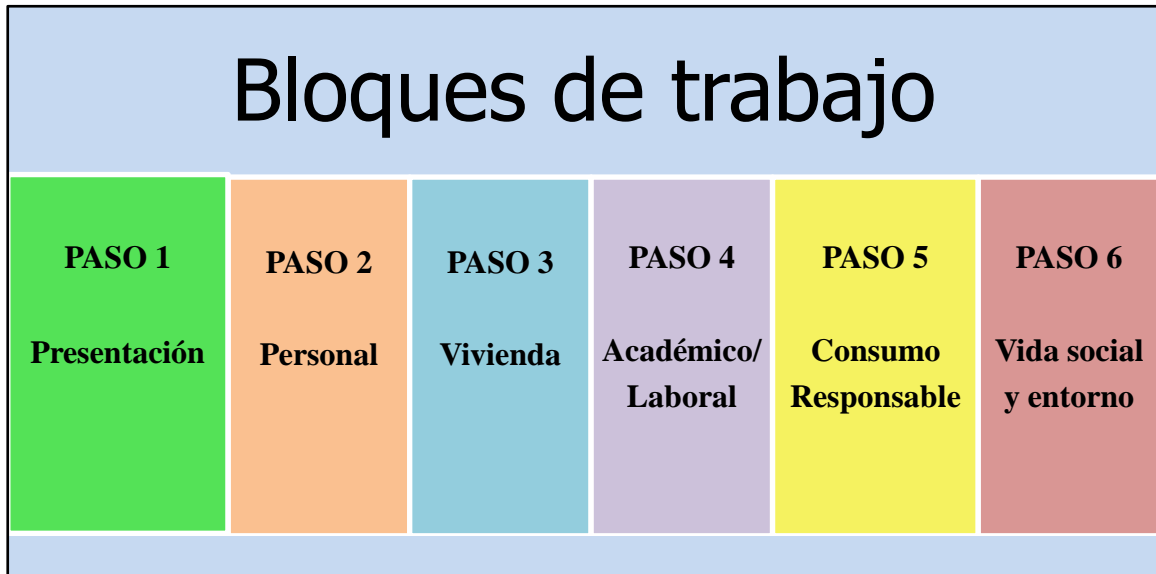 Bloques de trabajo
PASO 1
Presentación
PASO 2
Personal
PASO 3
Vivienda
PASO 4
Académico/
Laboral
PASO 5
Consumo
Responsable
PASO 6
Vida social
y entorno